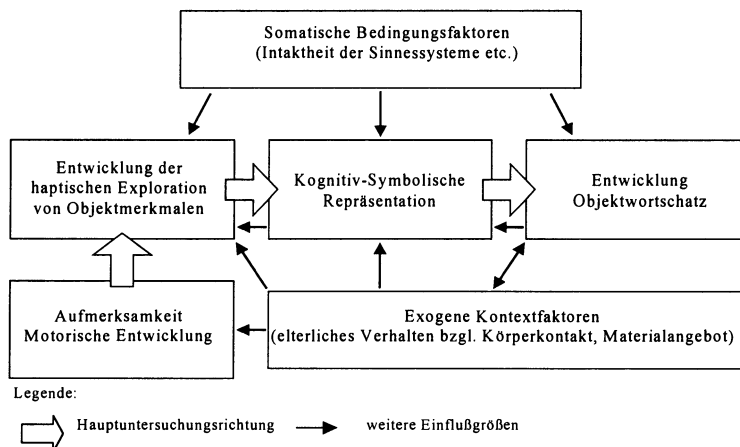 Somatische Bedingungsfaktoren
(Intaktheit der Sinnessysteme etc.)
Entwicklung der
haptischen Exploration
von Objektmerkmalen
Kognitiv-Symbolische
Repräsentation
Entwicklung
Objektwortschatz
Aufmerksamkeit
Motorische Entwicklung
Exogene Kontextfaktoren
(elterliches Verhalten bzgl. Körperkontakt, Materialangebot)
Legende:
Hauptuntersuchungsrichtung
weitere Einflußgrößen